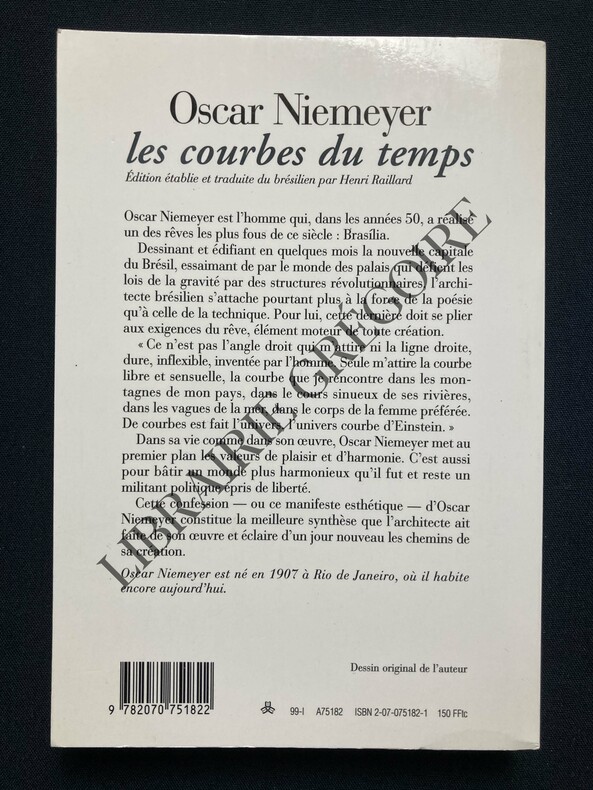 Oscar Niemeyer
les courbes du temps
Édition établie et traduite du brésilien par Henri Raillard
Oscar Niemeyer est l'homme qui, dans les années 50, a réalisé
un des rêves les plus fous de ce siècle : Brasília.
Dessinant et édifiant en quelques mois la nouvelle capitale
du Brésil, essaimant de par le monde des palais qui défient les
lois de la gravité par des structures révolutionnaires, l'archi-
tecte brésilien s'attache pourtant plus à la force de la poésie
qu'à celle de la technique. Pour lui, cette dernière doit se plier
aux exigences du rêve, élément moteur de toute création.
« Ce n'est pas l'angle droit qui m'attire ni la ligne droite,
dure, inflexible, inventée par l'homme. Seule m'attire la courbe
libre et sensuelle, la courbe que je rencontre dans les mon-
tagnes de mon pays, dans le cours sinueux de ses rivières,
dans les vagues de la mer, dans le corps de la femme préférée.
De courbes est fait l'univers, l'univers courbe d'Einstein. »
Dans sa vie comme dans son œuvre, Oscar Niemeyer met au
premier plan les valeurs de plaisir et d'harmonie. C'est aussi
pour bâtir un monde plus harmonieux qu'il fut et reste un
militant politique épris de liberté.
Cette confession — ou ce manifeste esthétique — d'Oscar
Niemeyer constitue la meilleure synthèse que l'architecte ait
faite de son œuvre et éclaire d'un jour nouveau les chemins de
sa création.
Oscar Niemeyer est né en 1907 à Rio de Janeiro, où il habite
encore aujourd'hui.
Dessin original de l'auteur
9 782070 751822
99-I A75182 ISBN 2-07-075182-1 150 FFtc
LIBRAIRIE GRÉGOIRE